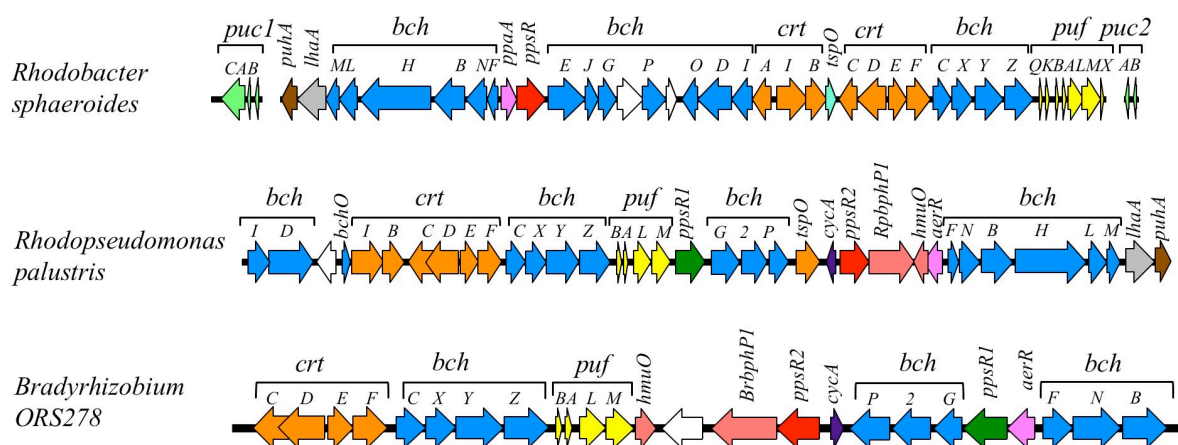 puc1 puhA lhaA bch ppaA ppsR bch crt tspO crt bch puf puc2
CAB ML H B NF E J G P O D I A I B C D E F C X Y Z QKBALMX AB
Rhodobacter
sphaeroides
bch bchO crt bch puf ppsR1 bch tspO cycA ppsR2 RpbphP1 hmuO aerR bch lhaA puhA
I D I B C D E F C X Y Z BA L M G 2 P F N B H L M
Rhodopseudomonas
palustris
crt bch puf hmuO BrbphP1 ppsR2 cycA bch ppsR1 aerR bch
C D E F C X Y Z BA L M P 2 G F N B
Bradyrhizobium
ORS278